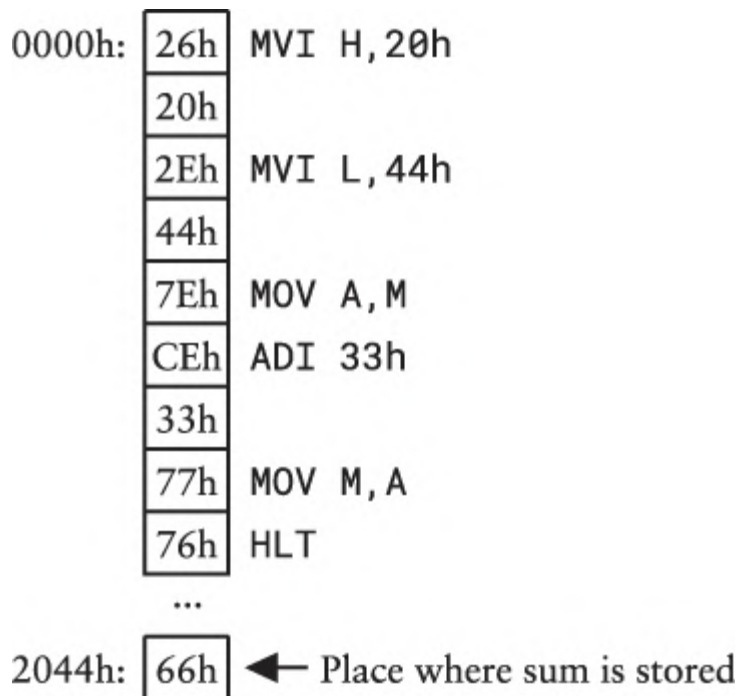 0000h: 26h MVI H,20h
20h
2Eh MVI L,44h
44h
7Eh MOV A,M
CEh ADI 33h
33h
77h MOV M,A
76h HLT
...
2044h: 66h Place where sum is stored